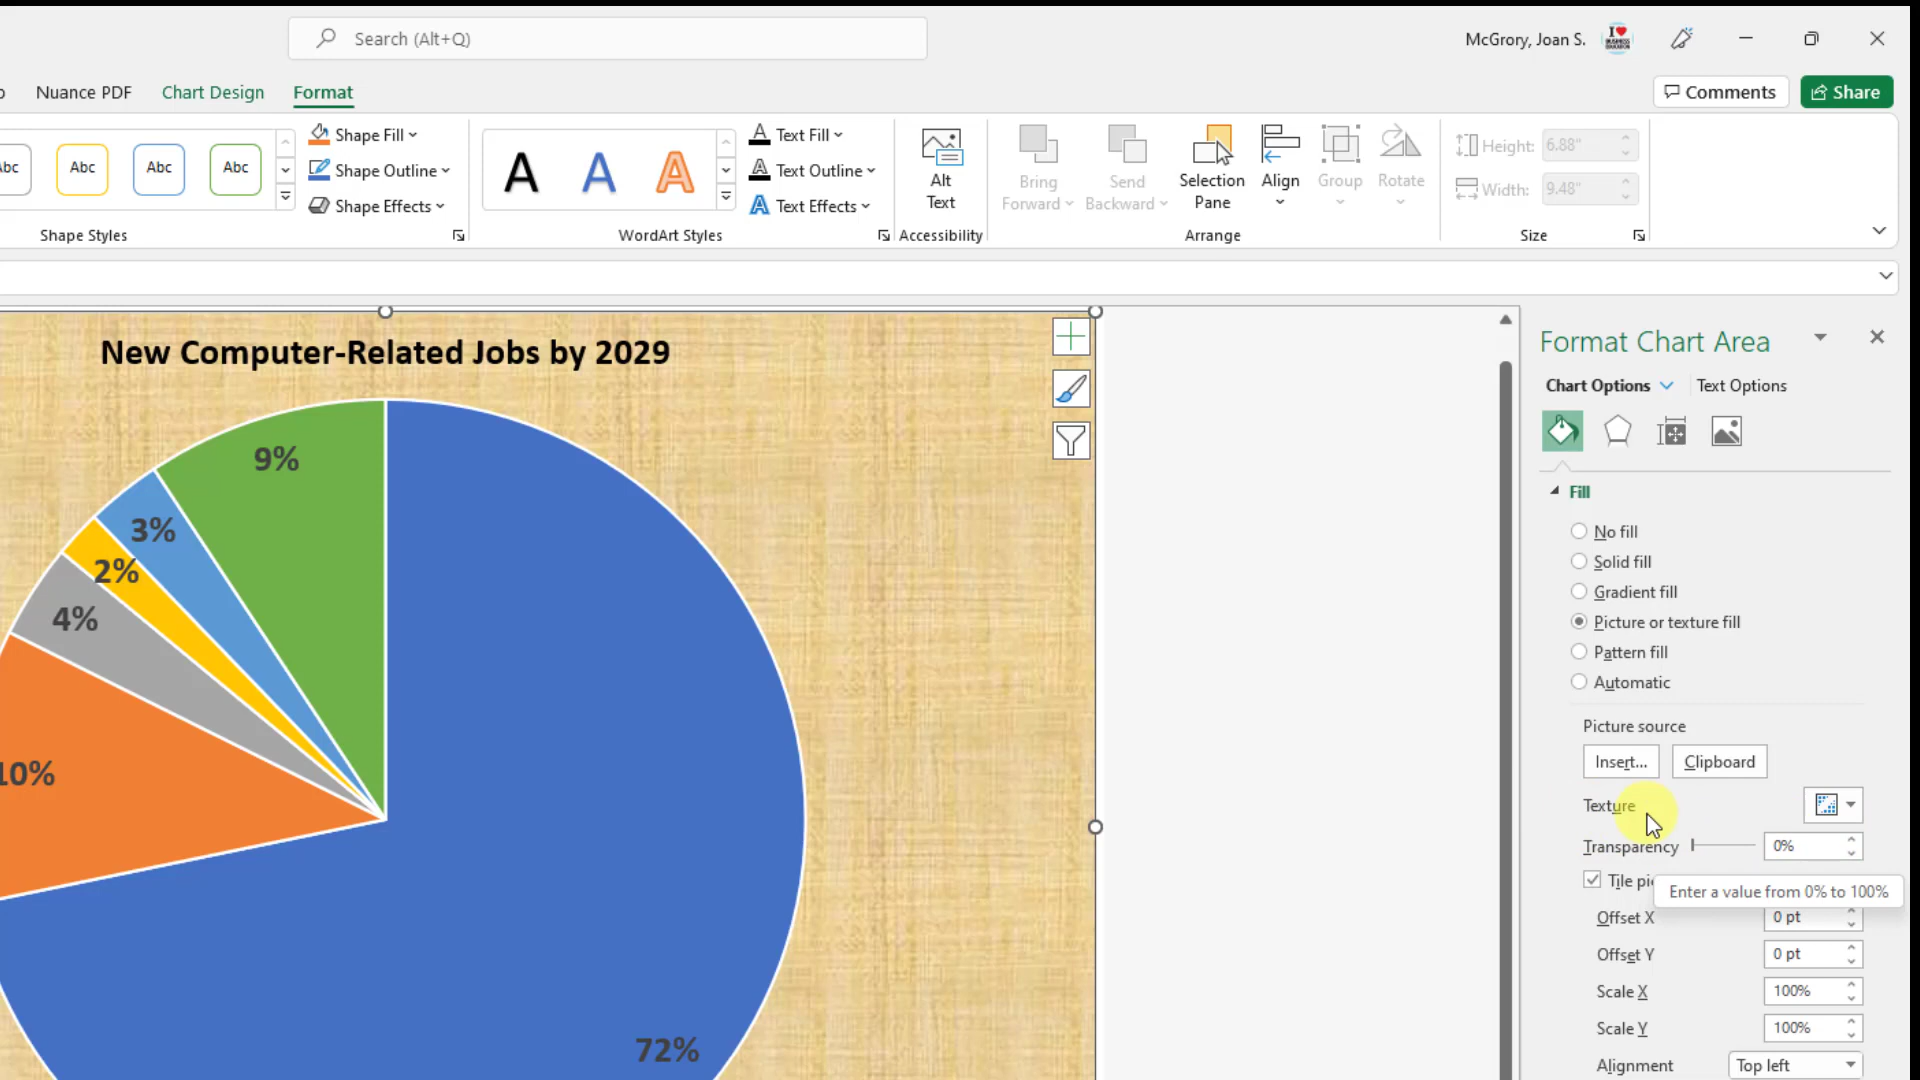 Search (Alt+Q)
McGrory, Joan S.
Nuance PDF
Chart Design
Format
Comments
Share
Abc
Abc
Abc
Shape Fill
Shape Outline
Shape Effects
Shape Styles
A
A
A
Text Fill
Text Outline
Text Effects
WordArt Styles
Alt
Text
Accessibility
Bring
Forward
Send
Backward
Selection
Pane
Align
Group
Rotate
Arrange
Height:
6.88"
Width:
9.48"
Size
New Computer-Related Jobs by 2029
9%
3%
2%
4%
10%
72%
Format Chart Area
Chart Options
Text Options
Fill
No fill
Solid fill
Gradient fill
Picture or texture fill
Pattern fill
Automatic
Picture source
Insert...
Clipboard
Texture
Transparency
0%
Tile
Enter a value from 0% to 100%
Offset X
0 pt
Offset Y
0 pt
Scale X
100%
Scale Y
100%
Alignment
Top left